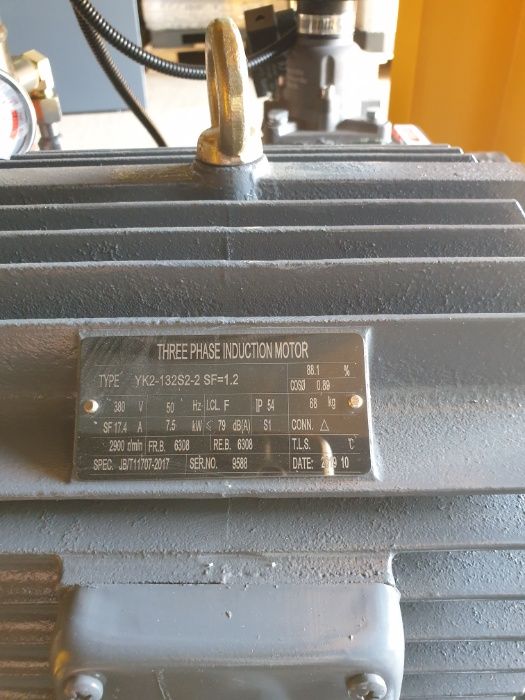 THREE PHASE INDUCTION MOTOR
TYPE YK2-132S2-2 SF=1.2 88.1 %
COSØ 0.89
380 V 50 Hz I.CL F IP 54 68 kg
SF 17.4 A 7.5 kW ≤ 79 dB(A) S1 CONN. △
2900 r/min FR.B. 6308 RE.B. 6308 T.L.S. ℃
SPEC. JB/T11707-2017 SER.NO. 9588 DATE: 10